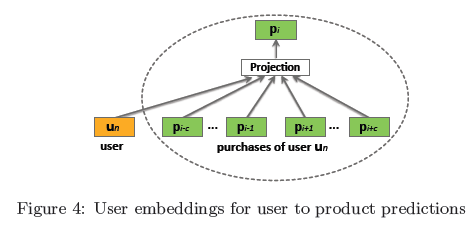 pi
Projection
un pi-c ... pi-1 pi+1 ... pi+c
user purchases of user un
Figure 4: User embeddings for user to product predictions